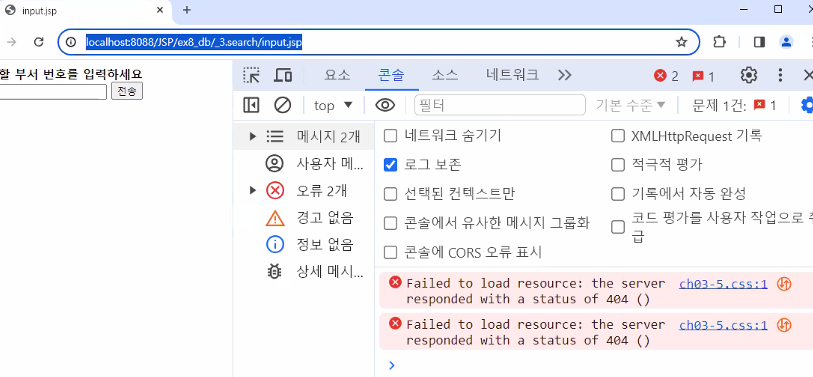 input.jsp
localhost:8088/JSP/ex8_db/_3.search/input.jsp
할 부서 번호를 입력하세요
전송
요소
콘솔
소스
네트워크
2
1
top
필터
기본 수준
문제 1건:
1
메시지 2개
사용자 메...
오류 2개
경고 없음
정보 없음
상세 메시...
네트워크 숨기기
XMLHttpRequest 기록
로그 보존
적극적 평가
선택된 컨텍스트만
기록에서 자동 완성
콘솔에서 유사한 메시지 그룹화
코드 평가를 사용자 작업으로 취
급
콘솔에 CORS 오류 표시
Failed to load resource: the server ch03-5.css:1
responded with a status of 404 ()
Failed to load resource: the server ch03-5.css:1
responded with a status of 404 ()